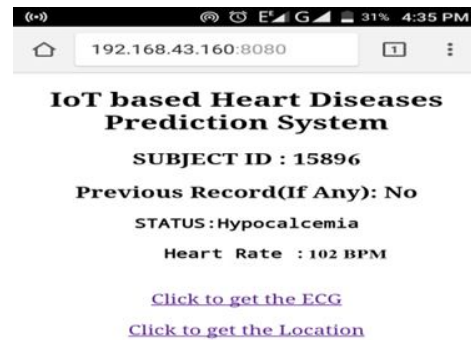 E G 31% 4:35 PM
192.168.43.160:8080 1
IoT based Heart Diseases
Prediction System
SUBJECT ID : 15896
Previous Record(If Any): No
STATUS:Hypocalcemia
Heart Rate : 102 BPM
Click to get the ECG
Click to get the Location